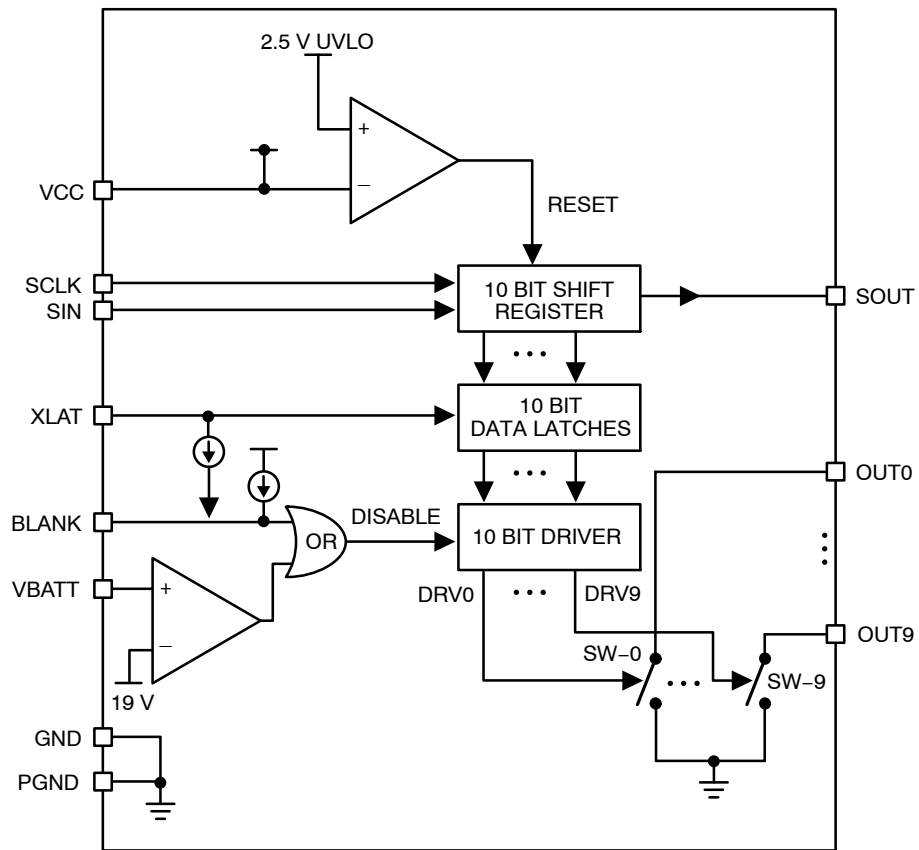 2.5 V UVLO
+
−
VCC
RESET
SCLK
SIN
10 BIT SHIFT
REGISTER
SOUT
• • •
XLAT
10 BIT
DATA LATCHES
• • •
OUT0
BLANK
DISABLE
OR
10 BIT DRIVER
VBATT
+
−
DRV0
• • •
DRV9
OUT9
SW−0
• • •
SW−9
19 V
GND
PGND